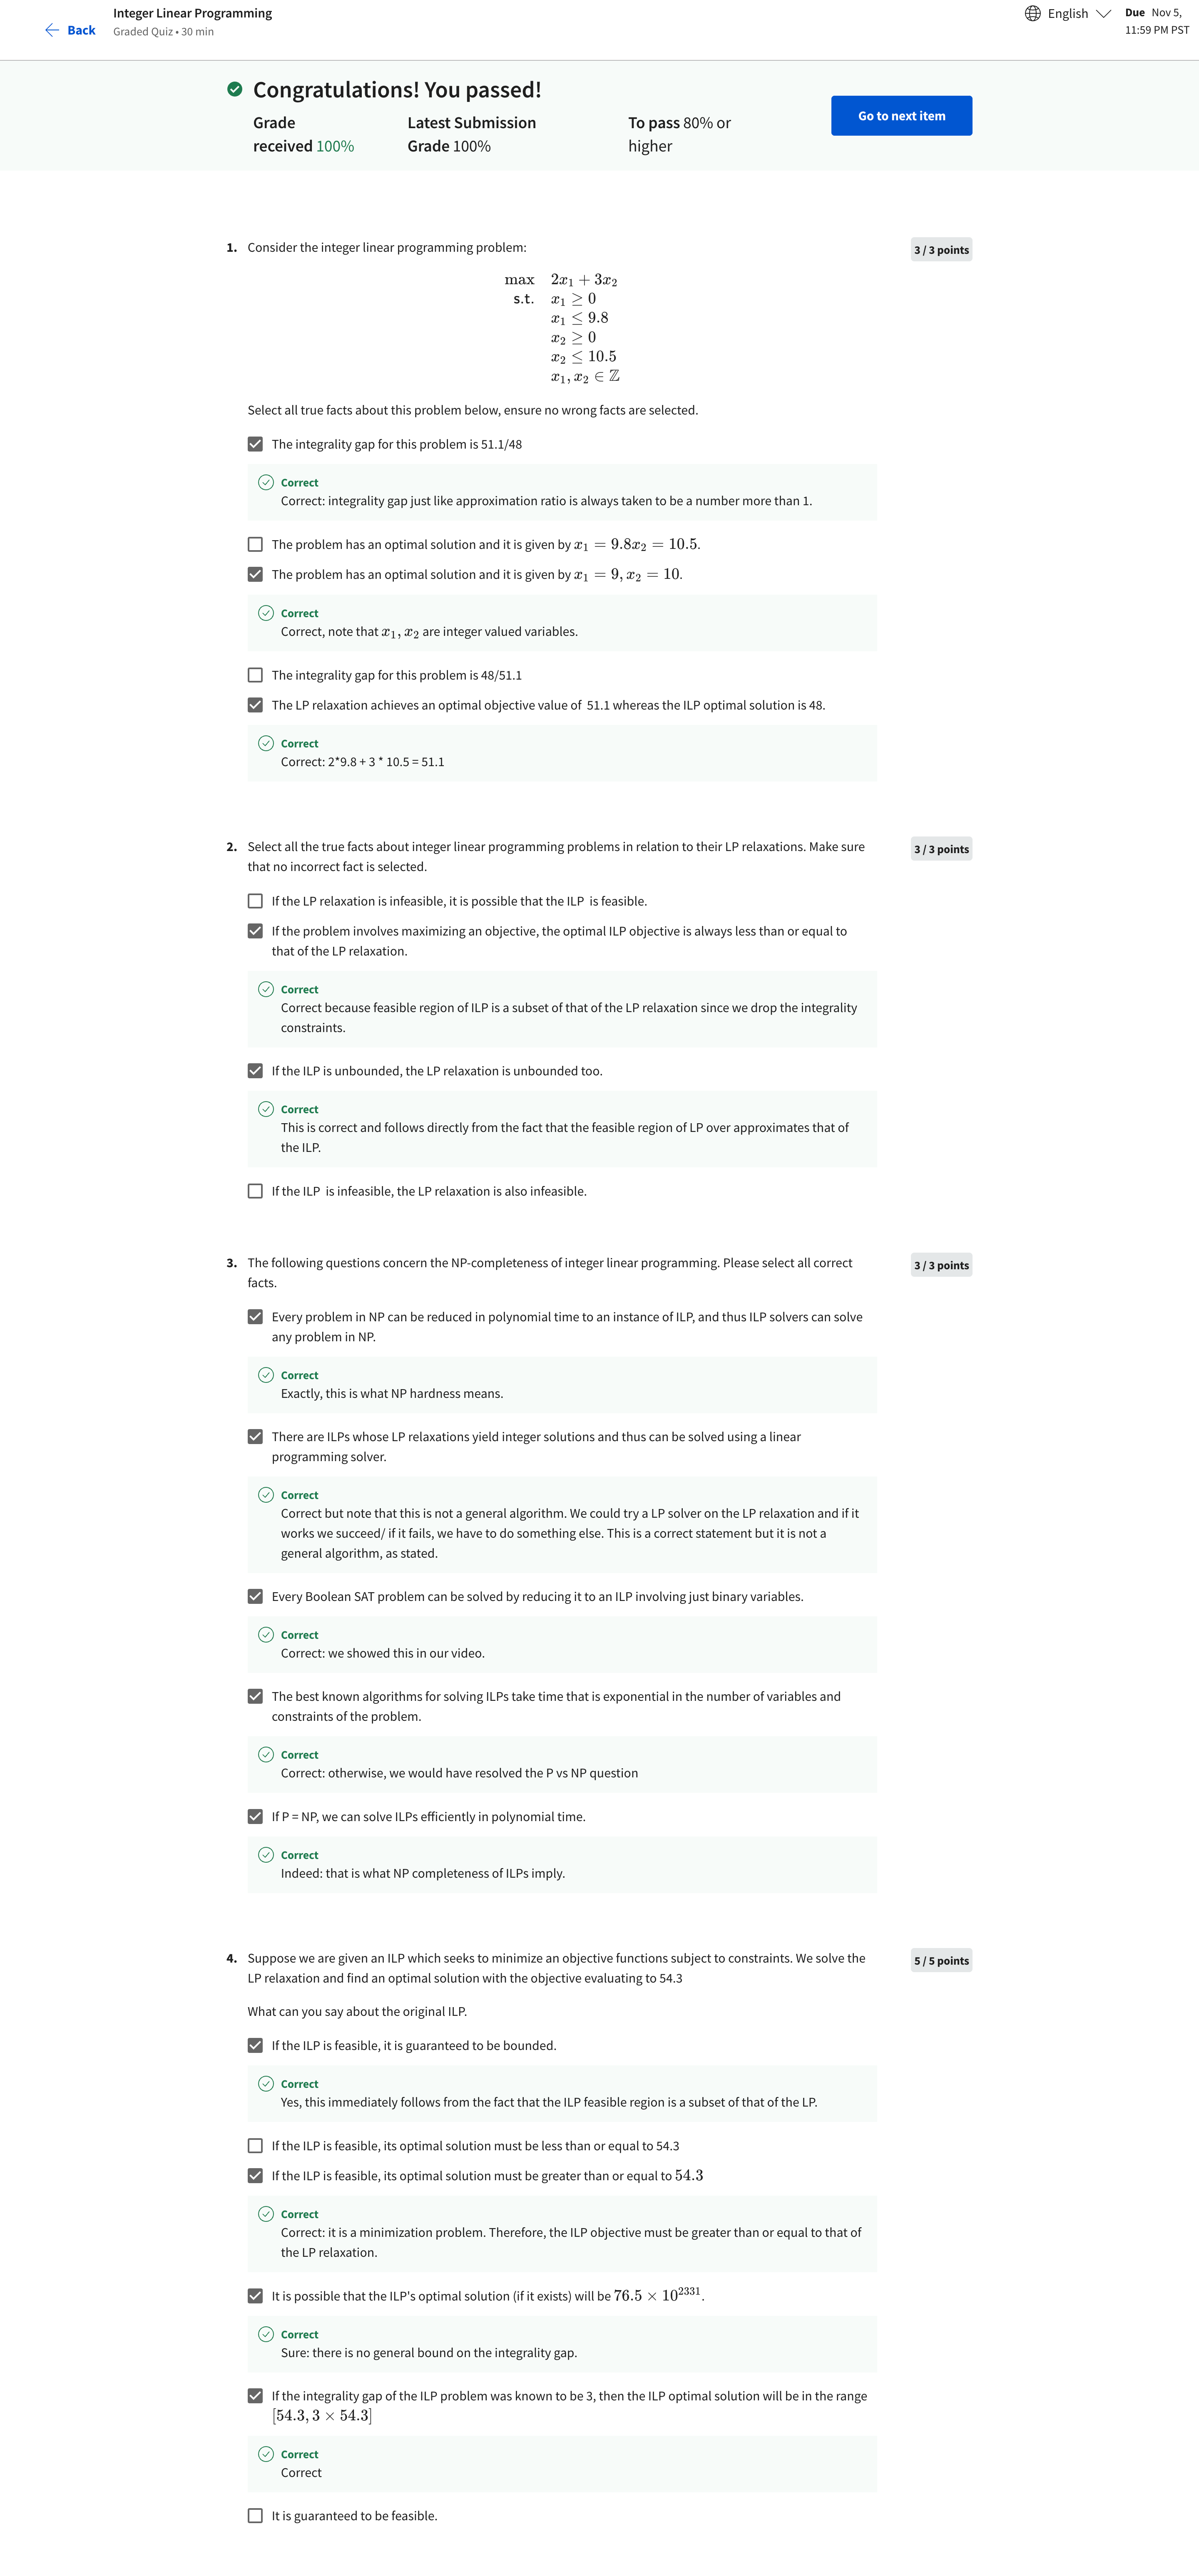 Back
Integer Linear Programming
Graded Quiz • 30 min
English
Due Nov 5,
11:59 PM PST
Congratulations! You passed!
Grade
received 100%
Latest Submission
Grade 100%
To pass 80% or
higher
Go to next item
1. Consider the integer linear programming problem:
3 / 3 points
max 2x₁ + 3x₂
s.t. x₁ ≥ 0
x₁ ≤ 9.8
x₂ ≥ 0
x₂ ≤ 10.5
x₁, x₂ ∈ ℤ
Select all true facts about this problem below, ensure no wrong facts are selected.
The integrality gap for this problem is 51.1/48
Correct
Correct: integrality gap just like approximation ratio is always taken to be a number more than 1.
The problem has an optimal solution and it is given by x₁ = 9.8x₂ = 10.5.
The problem has an optimal solution and it is given by x₁ = 9, x₂ = 10.
Correct
Correct, note that x₁, x₂ are integer valued variables.
The integrality gap for this problem is 48/51.1
The LP relaxation achieves an optimal objective value of 51.1 whereas the ILP optimal solution is 48.
Correct
Correct: 2*9.8 + 3 * 10.5 = 51.1
2. Select all the true facts about integer linear programming problems in relation to their LP relaxations. Make sure
that no incorrect fact is selected.
3 / 3 points
If the LP relaxation is infeasible, it is possible that the ILP is feasible.
If the problem involves maximizing an objective, the optimal ILP objective is always less than or equal to
that of the LP relaxation.
Correct
Correct because feasible region of ILP is a subset of that of the LP relaxation since we drop the integrality
constraints.
If the ILP is unbounded, the LP relaxation is unbounded too.
Correct
This is correct and follows directly from the fact that the feasible region of LP over approximates that of
the ILP.
If the ILP is infeasible, the LP relaxation is also infeasible.
3. The following questions concern the NP-completeness of integer linear programming. Please select all correct
facts.
3 / 3 points
Every problem in NP can be reduced in polynomial time to an instance of ILP, and thus ILP solvers can solve
any problem in NP.
Correct
Exactly, this is what NP hardness means.
There are ILPs whose LP relaxations yield integer solutions and thus can be solved using a linear
programming solver.
Correct
Correct but note that this is not a general algorithm. We could try a LP solver on the LP relaxation and if it
works we succeed/ if it fails, we have to do something else. This is a correct statement but it is not a
general algorithm, as stated.
Every Boolean SAT problem can be solved by reducing it to an ILP involving just binary variables.
Correct
Correct: we showed this in our video.
The best known algorithms for solving ILPs take time that is exponential in the number of variables and
constraints of the problem.
Correct
Correct: otherwise, we would have resolved the P vs NP question
If P = NP, we can solve ILPs efficiently in polynomial time.
Correct
Indeed: that is what NP completeness of ILPs imply.
4. Suppose we are given an ILP which seeks to minimize an objective functions subject to constraints. We solve the
LP relaxation and find an optimal solution with the objective evaluating to 54.3
5 / 5 points
What can you say about the original ILP.
If the ILP is feasible, it is guaranteed to be bounded.
Correct
Yes, this immediately follows from the fact that the ILP feasible region is a subset of that of the LP.
If the ILP is feasible, its optimal solution must be less than or equal to 54.3
If the ILP is feasible, its optimal solution must be greater than or equal to 54.3
Correct
Correct: it is a minimization problem. Therefore, the ILP objective must be greater than or equal to that of
the LP relaxation.
It is possible that the ILP's optimal solution (if it exists) will be 76.5 × 10²³³¹.
Correct
Sure: there is no general bound on the integrality gap.
If the integrality gap of the ILP problem was known to be 3, then the ILP optimal solution will be in the range
[54.3, 3 × 54.3]
Correct
Correct
It is guaranteed to be feasible.